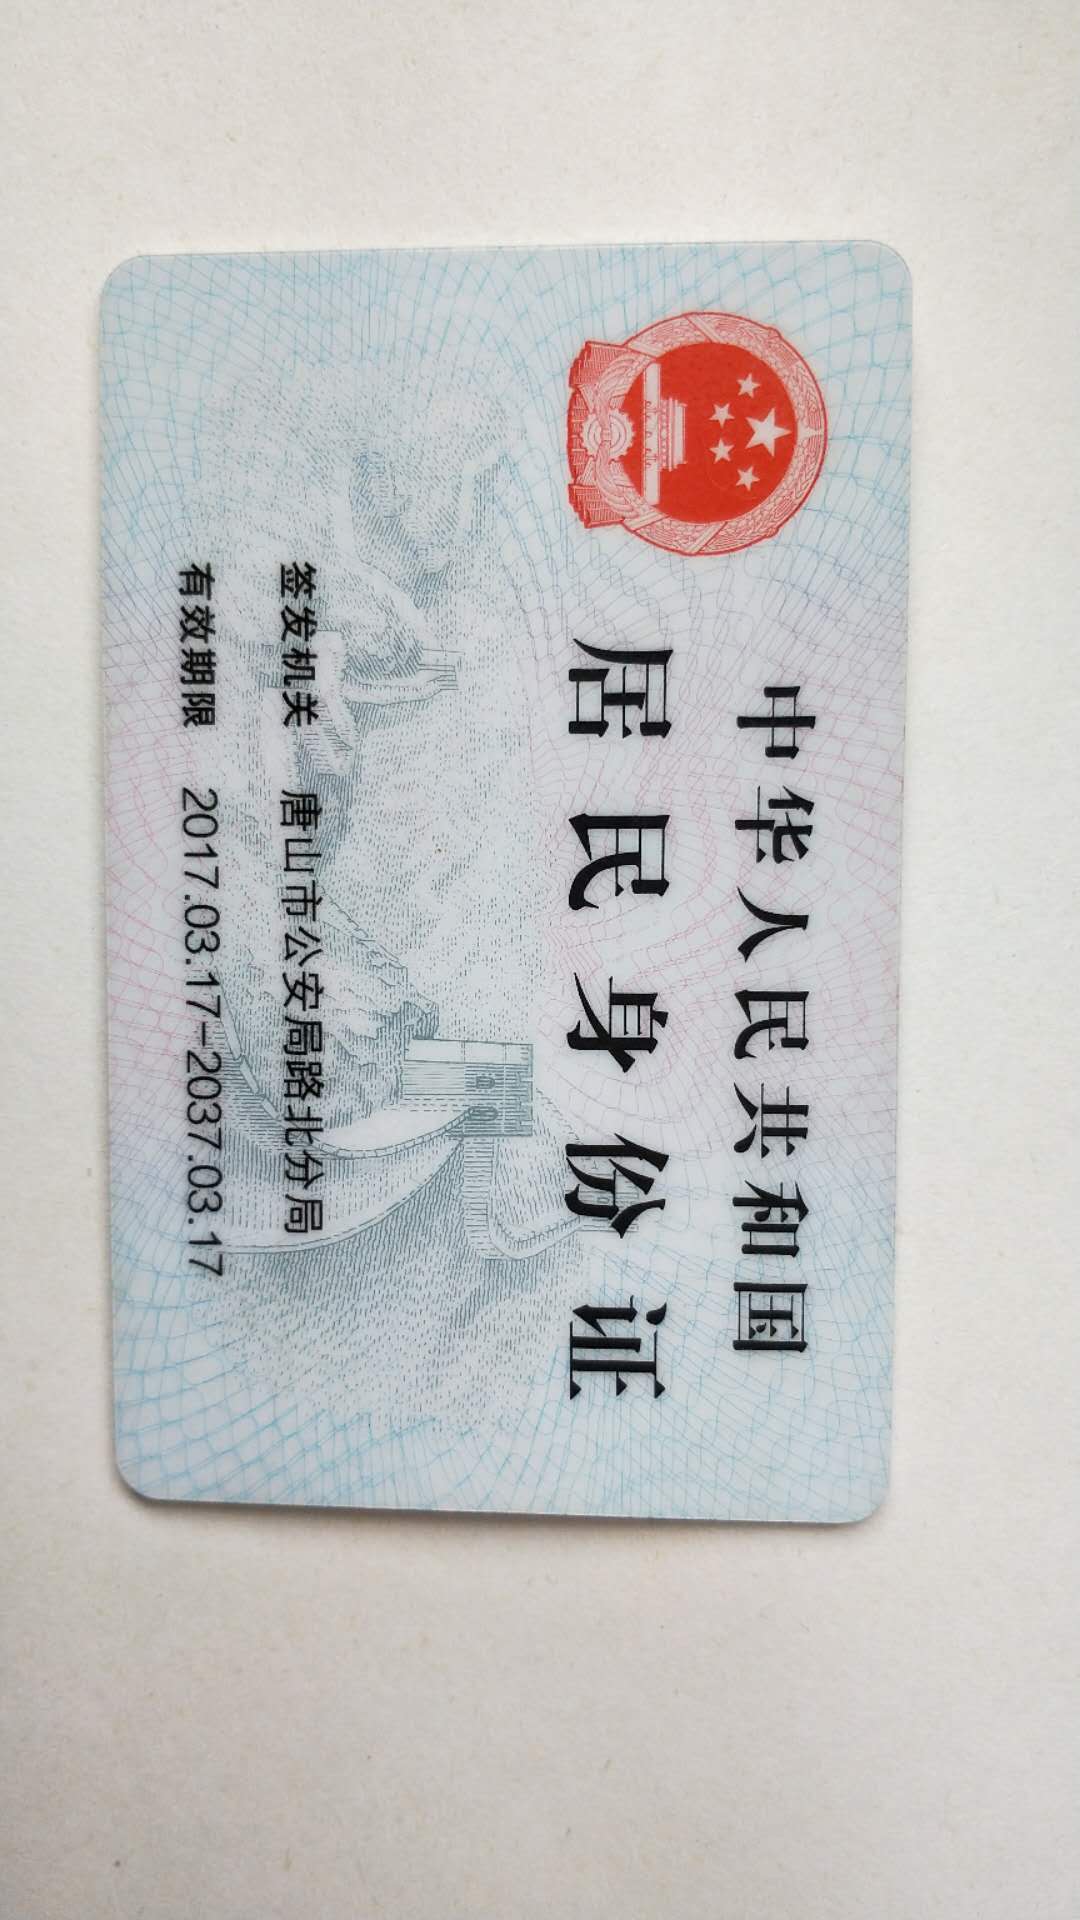 中华人民共和国
居民身份证
签发机关 唐山市公安局路北分局
有效期限 2017.03.17-2037.03.17